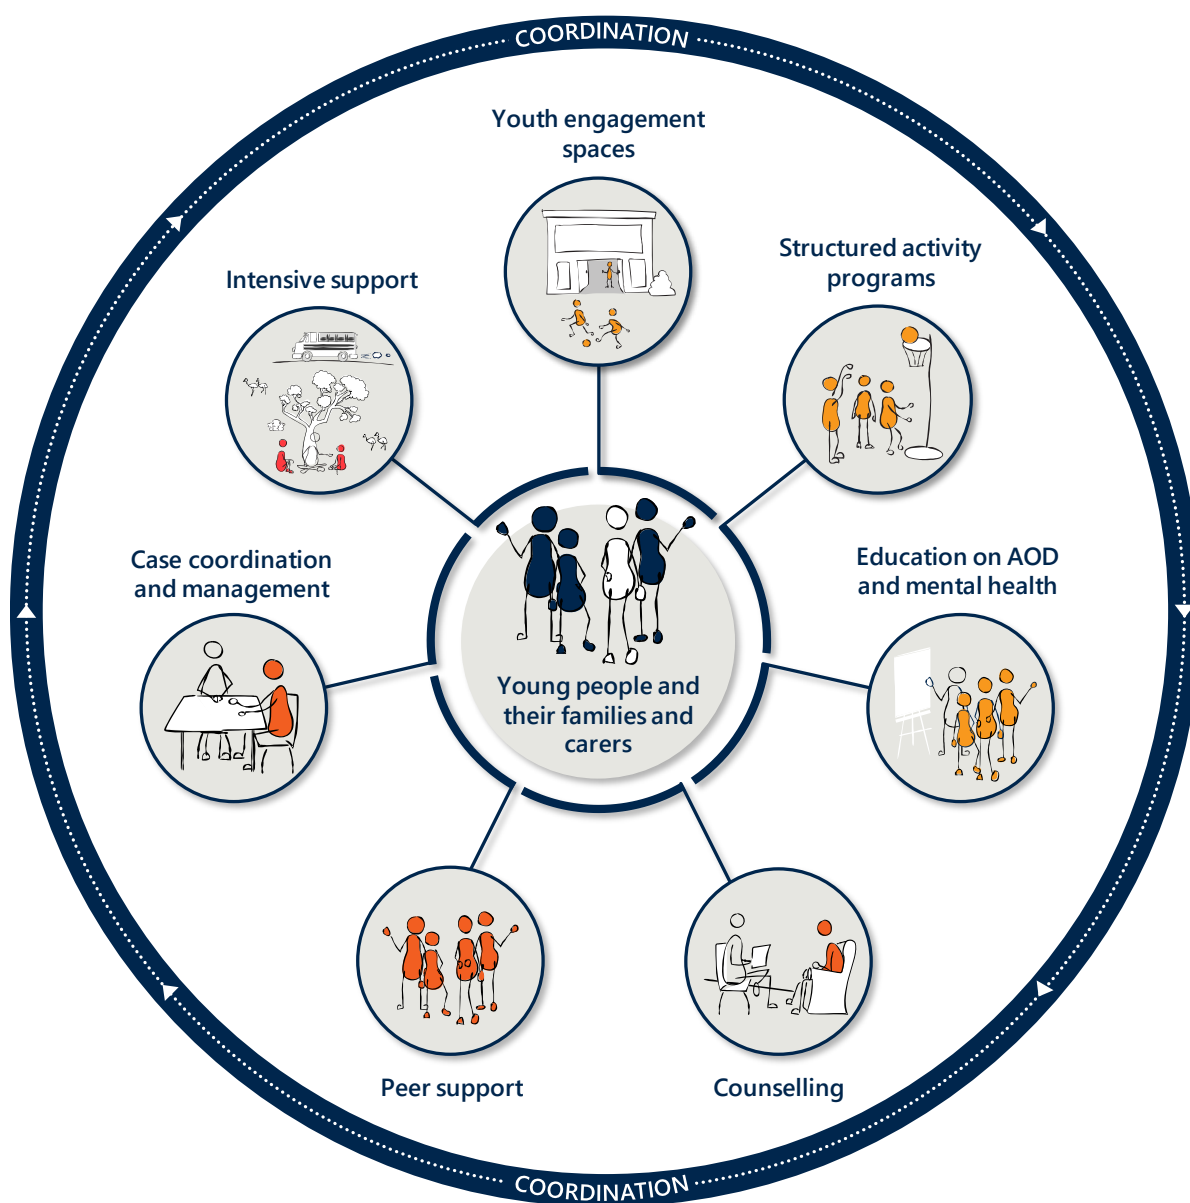 COORDINATION
Youth engagement
spaces
Structured activity
programs
Intensive support
Education on AOD
and mental health
Case coordination
and management
Young people and
their families and
carers
Peer support
Counselling
COORDINATION